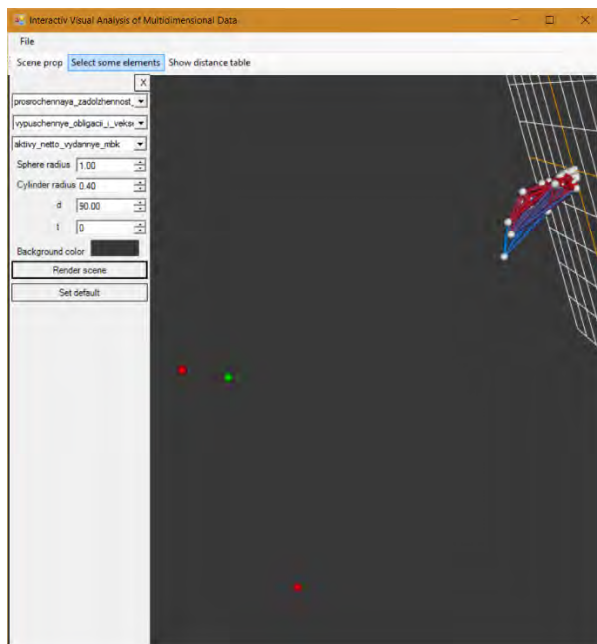 Interactiv Visual Analysis of Multidimensional Data
File
Scene prop Select some elements Show distance table
X
prosrochennaya_zadolzhennost_
vypuschennye_obligacii_i_veksı
aktivy_netto_vydannye_mbk
Sphere radius 1.00
Cylinder radius 0.40
d 90.00
t 0
Background color
Render scene
Set default